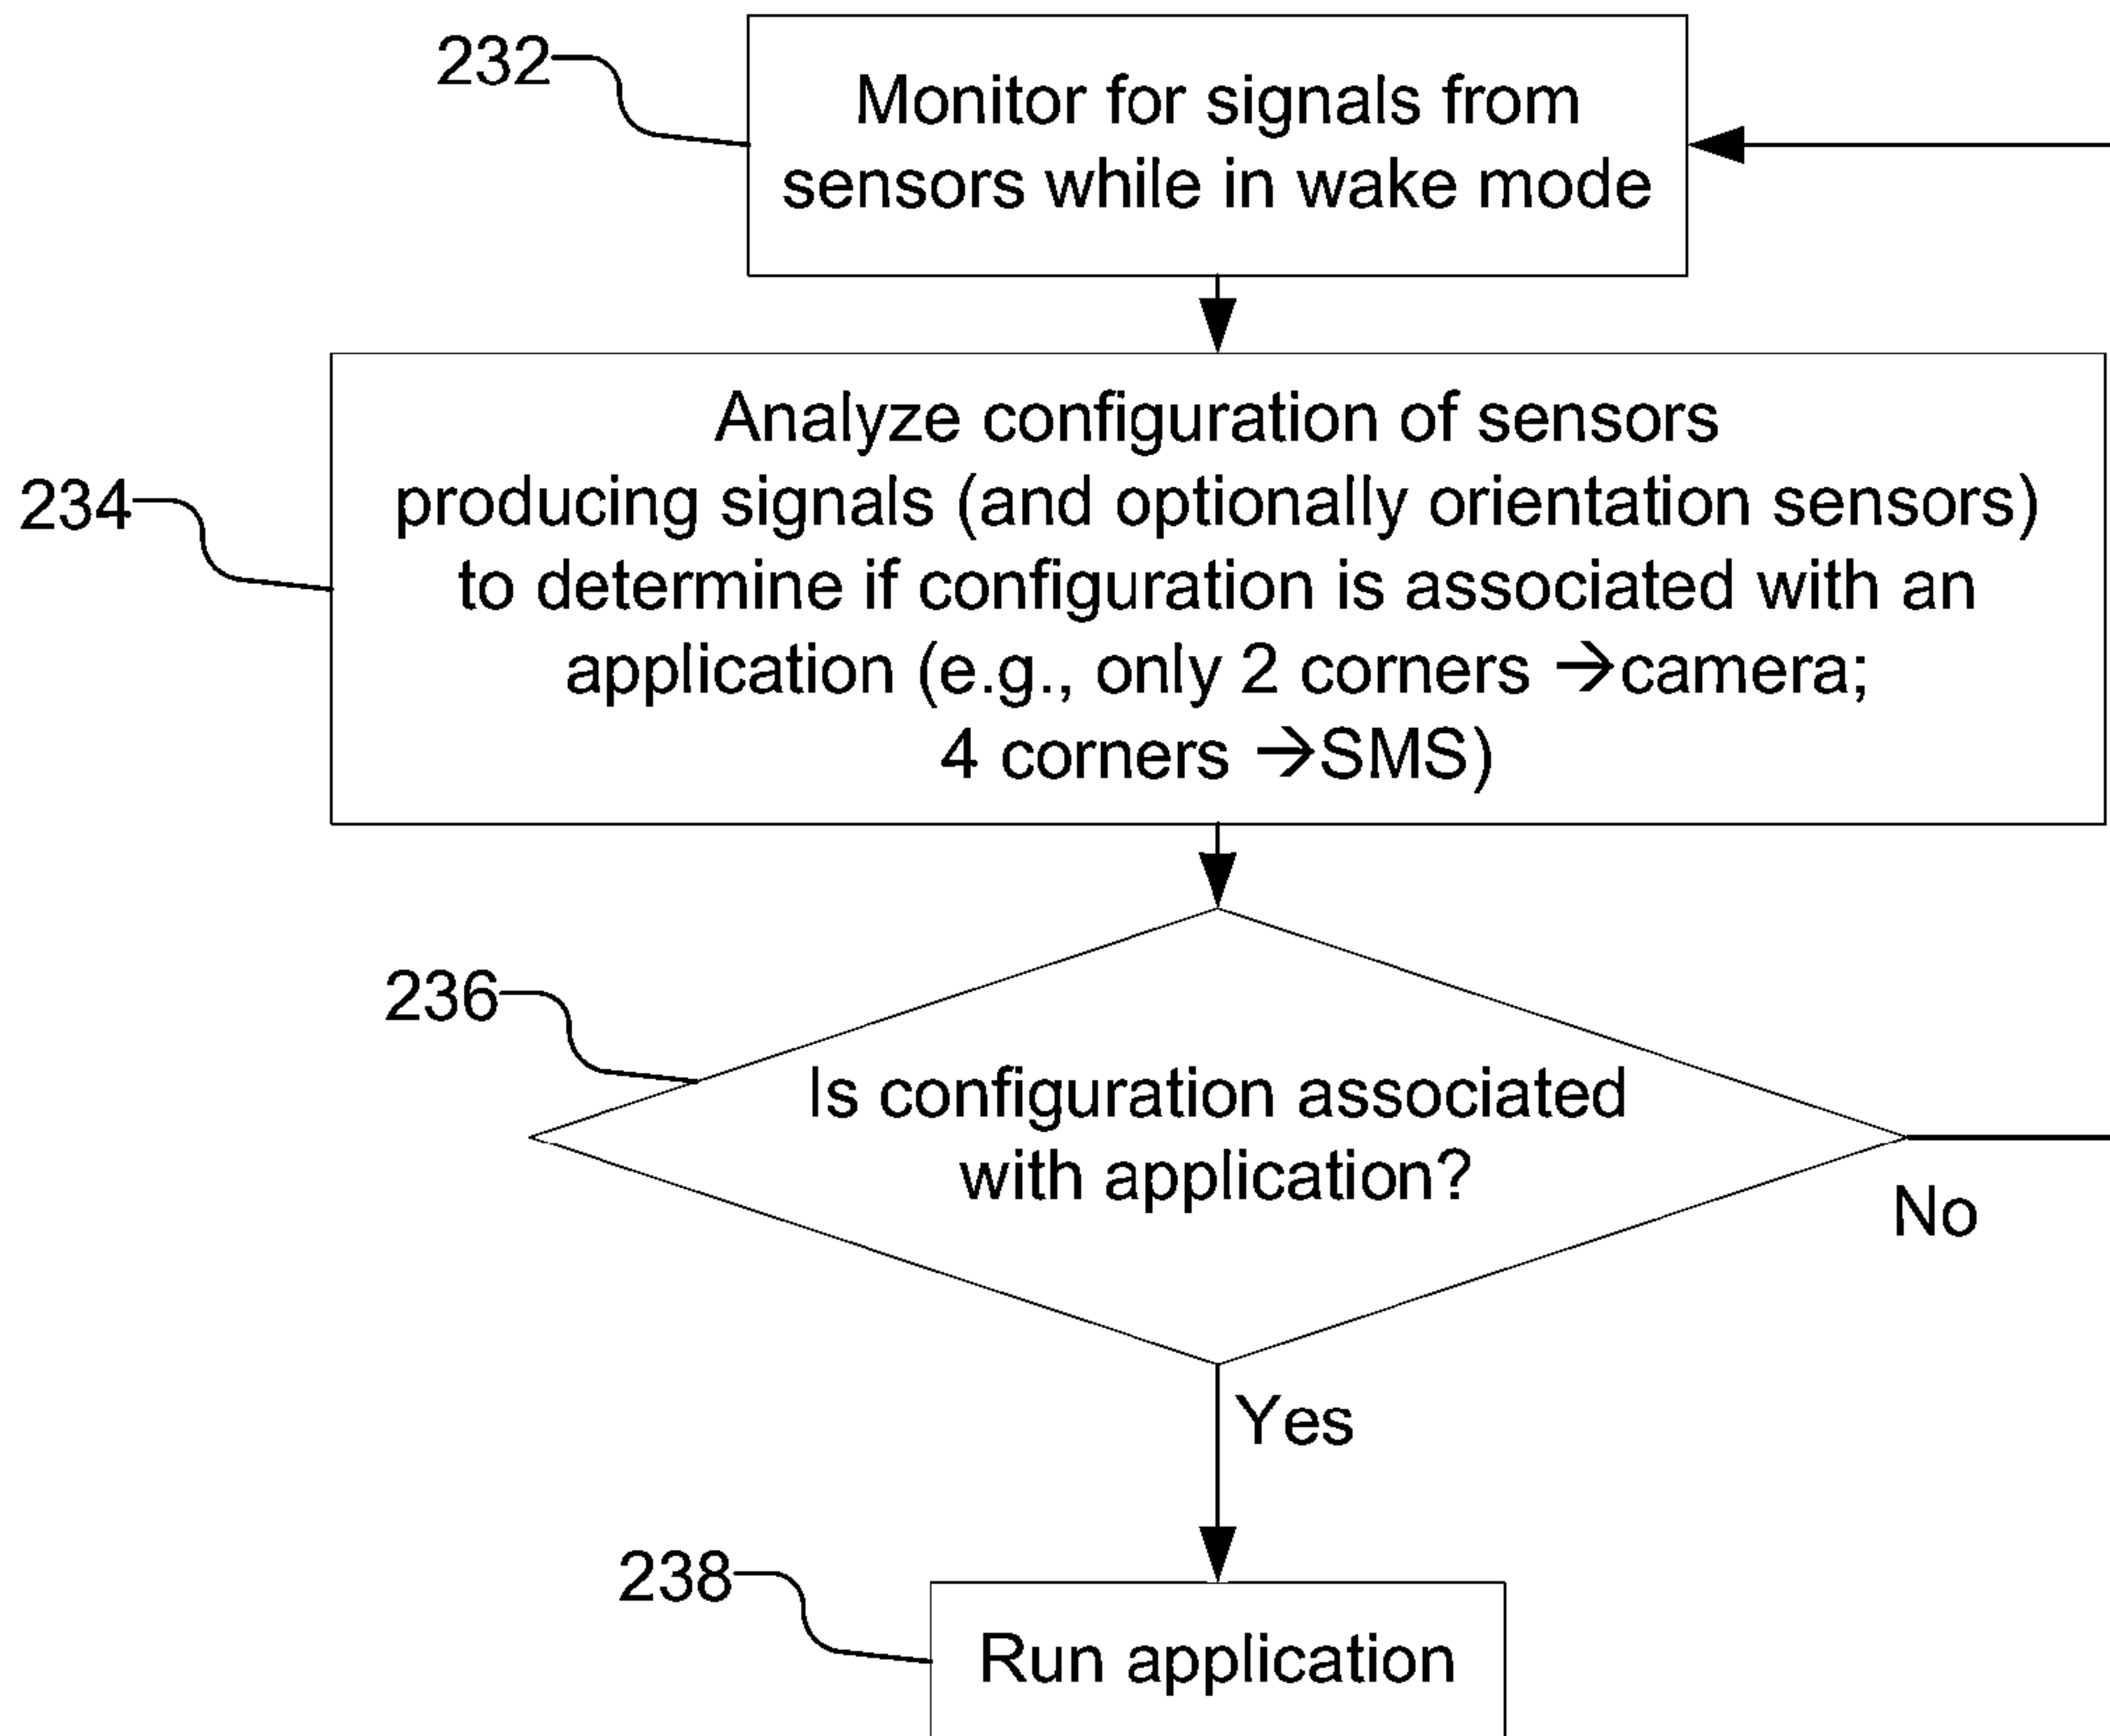 232
Monitor for signals from
sensors while in wake mode
234
Analyze configuration of sensors
producing signals (and optionally orientation sensors)
to determine if configuration is associated with an
application (e.g., only 2 corners →camera;
4 corners →SMS)
236
Is configuration associated
with application?
No
Yes
238
Run application